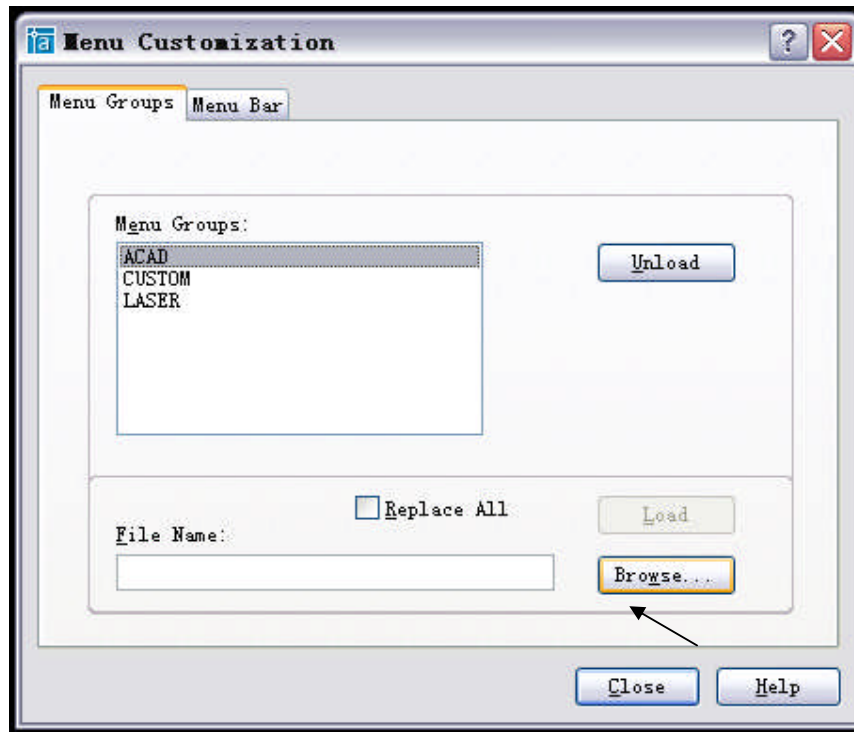 Menu Customization
Menu Groups
Menu Bar
Menu Groups:
ACAD
CUSTOM
LASER
Unload
Replace All
Load
File Name:
Browse...
Close
Help